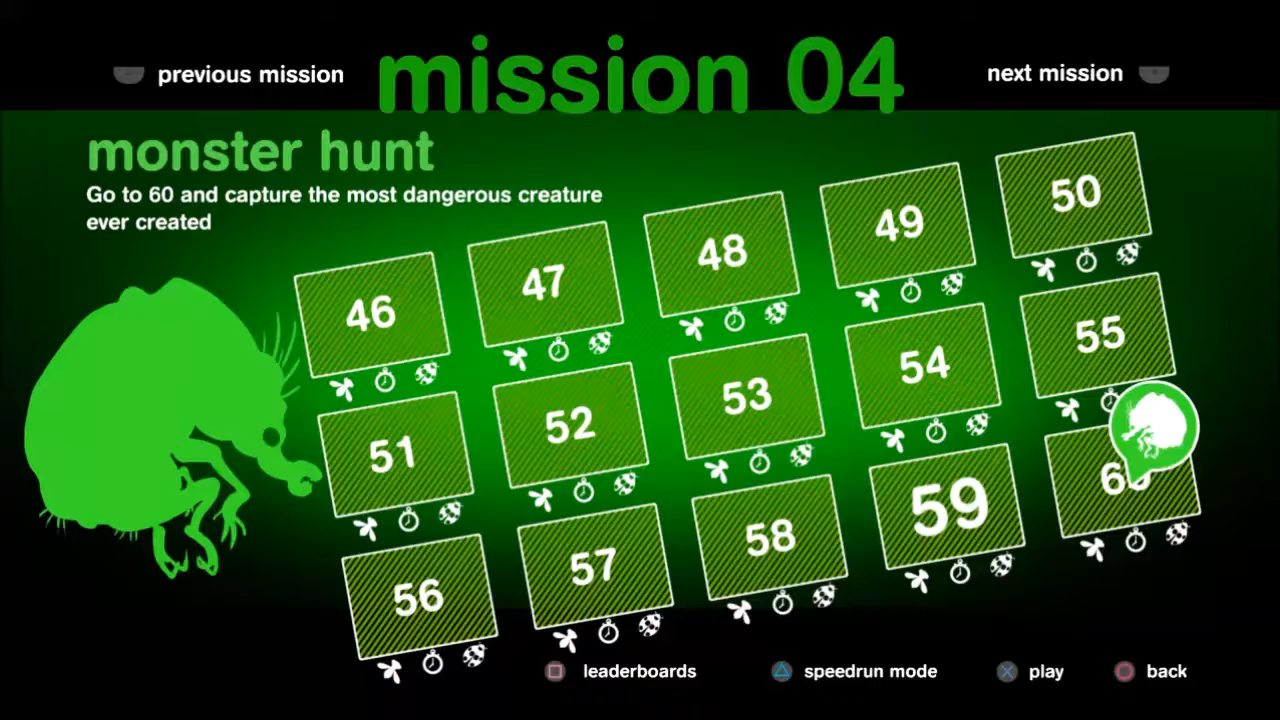 previous mission
mission 04
next mission
monster hunt
Go to 60 and capture the most dangerous creature
ever created
46
47
48
49
50
51
52
53
54
55
56
57
58
59
60
leaderboards
speedrun mode
play
back